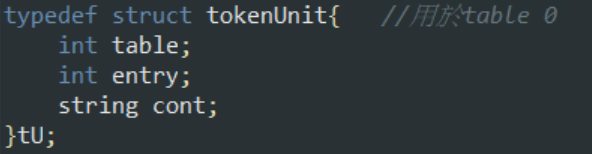 typedef struct tokenUnit{   //用於table 0
    int table;
    int entry;
    string cont;
}tU;